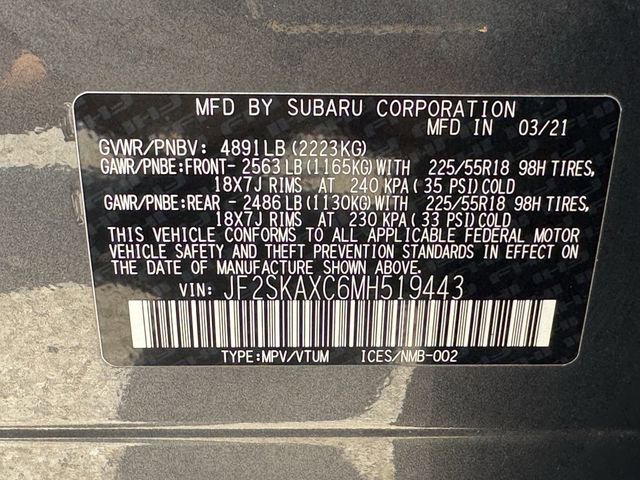 MFD BY SUBARU CORPORATION
MFD IN 03/21
GVWR/PNBV: 4891LB (2223KG)
GAWR/PNBE:FRONT- 2563LB (1165KG) WITH 225/55R18 98H TIRES,
18X7J RIMS AT 240 KPA (35 PSI) COLD
GAWR/PNBE:REAR - 2486LB (1130KG) WITH 225/55R18 98H TIRES,
18X7J RIMS AT 230 KPA (33 PSI) COLD
THIS VEHICLE CONFORMS TO ALL APPLICABLE FEDERAL MOTOR
VEHICLE SAFETY AND THEFT PREVENTION STANDARDS IN EFFECT ON
THE DATE OF MANUFACTURE SHOWN ABOVE.
VIN: JF2SKAXC6MH519443
TYPE:MPV/VTUM ICES/NMB-002